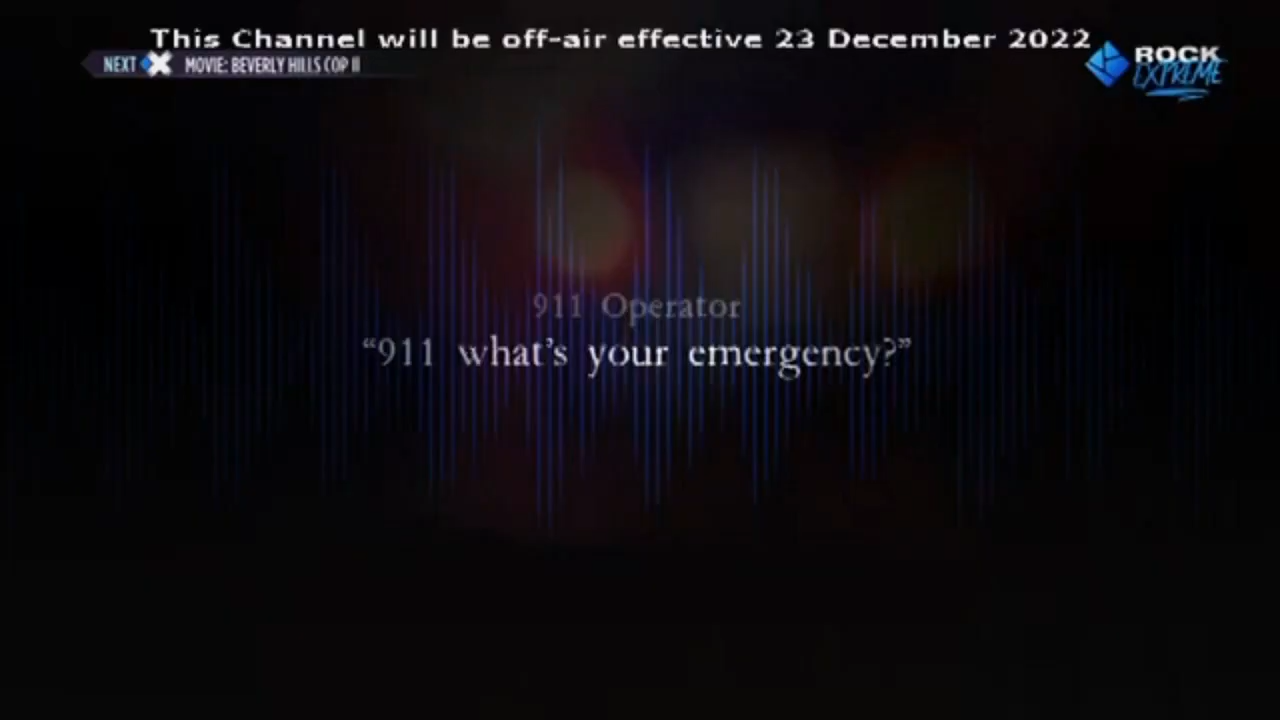 This Channel will be off-air effective 23 December 2022
NEXT MOVIE: BEVERLY HILLS COP II
ROCK
EXTREME
911 Operator
“911 what’s your emergency?”